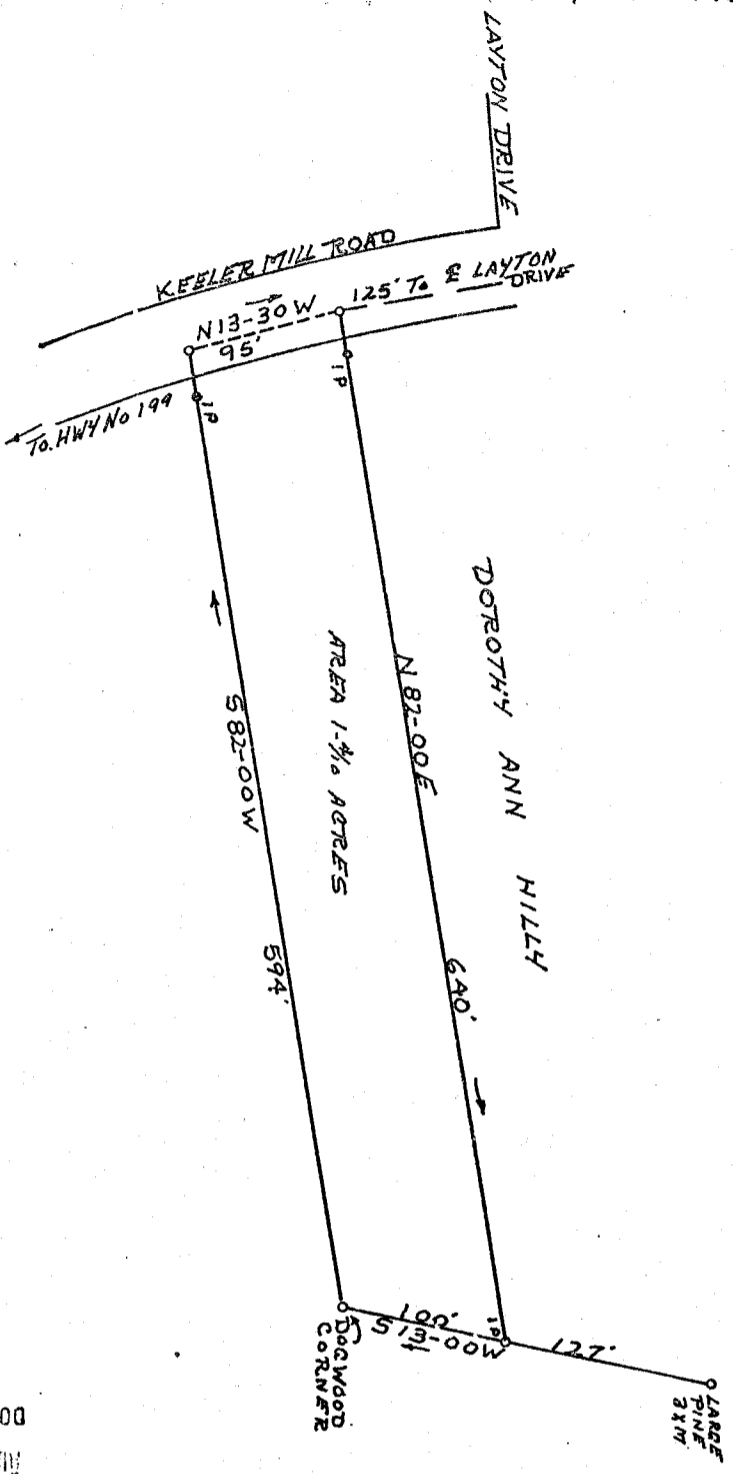 LAYTON DRIVE
KEELER MILL ROAD
N13-30W
95'
125' To ⅊ LAYTON
DRIVE
To. HWY No 199
IP
IP
DOROTHY ANN HILLY
N82-00E
640'
AREA 1-4/10 ACRES
S82-00W
594'
100'
S13-00W
IP
127'
DOGWOOD
CORNER
LARGE
PINE